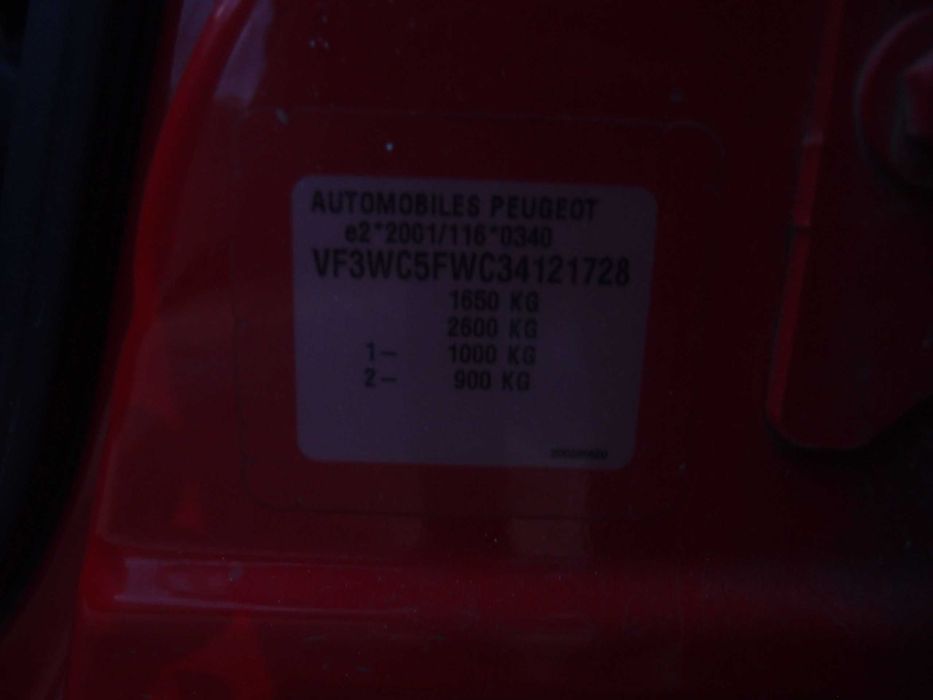 AUTOMOBILES PEUGEOT
e2*2001/116*0340
VF3WC5FWC34121728
1650 KG
2600 KG
1- 1000 KG
2- 900 KG